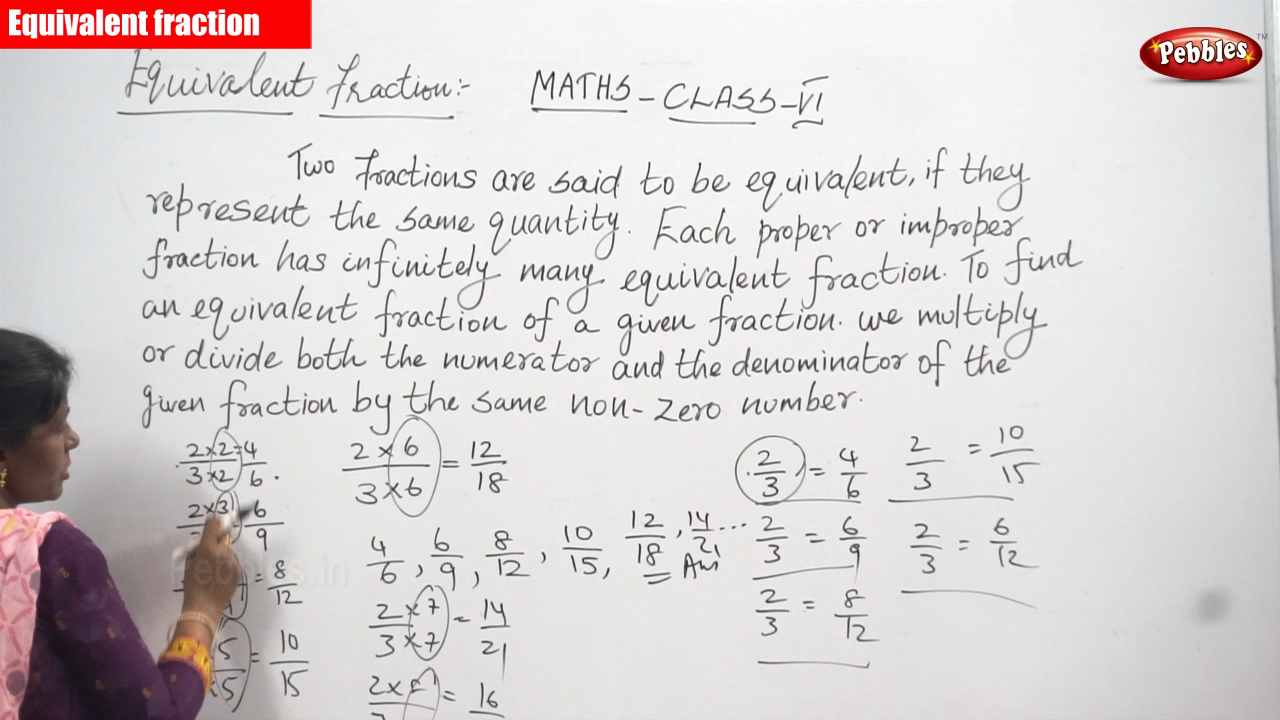 Equivalent fraction
Pebbles™
Equivalent fraction:- MATHS - CLASS - VI
Two fractions are said to be equivalent, if they
represent the same quantity. Each proper or improper
fraction has infinitely many equivalent fraction. To find
an equivalent fraction of a given fraction. we multiply
or divide both the numerator and the denominator of the
given fraction by the same non-zero number.
2×2/3×2 = 4/6.
2×3 = 6/9
= 8/12
5/×5 = 10/15
2×6/3×6 = 12/18
4/6, 6/9, 8/12, 10/15, 12/18, 14/21 ... Ans
2×7/3×7 = 14/21
2× = 16
2/3 = 4/6
2/3 = 6/9
2/3 = 8/12
2/3 = 10/15
2/3 = 6/12
Pebbles.in